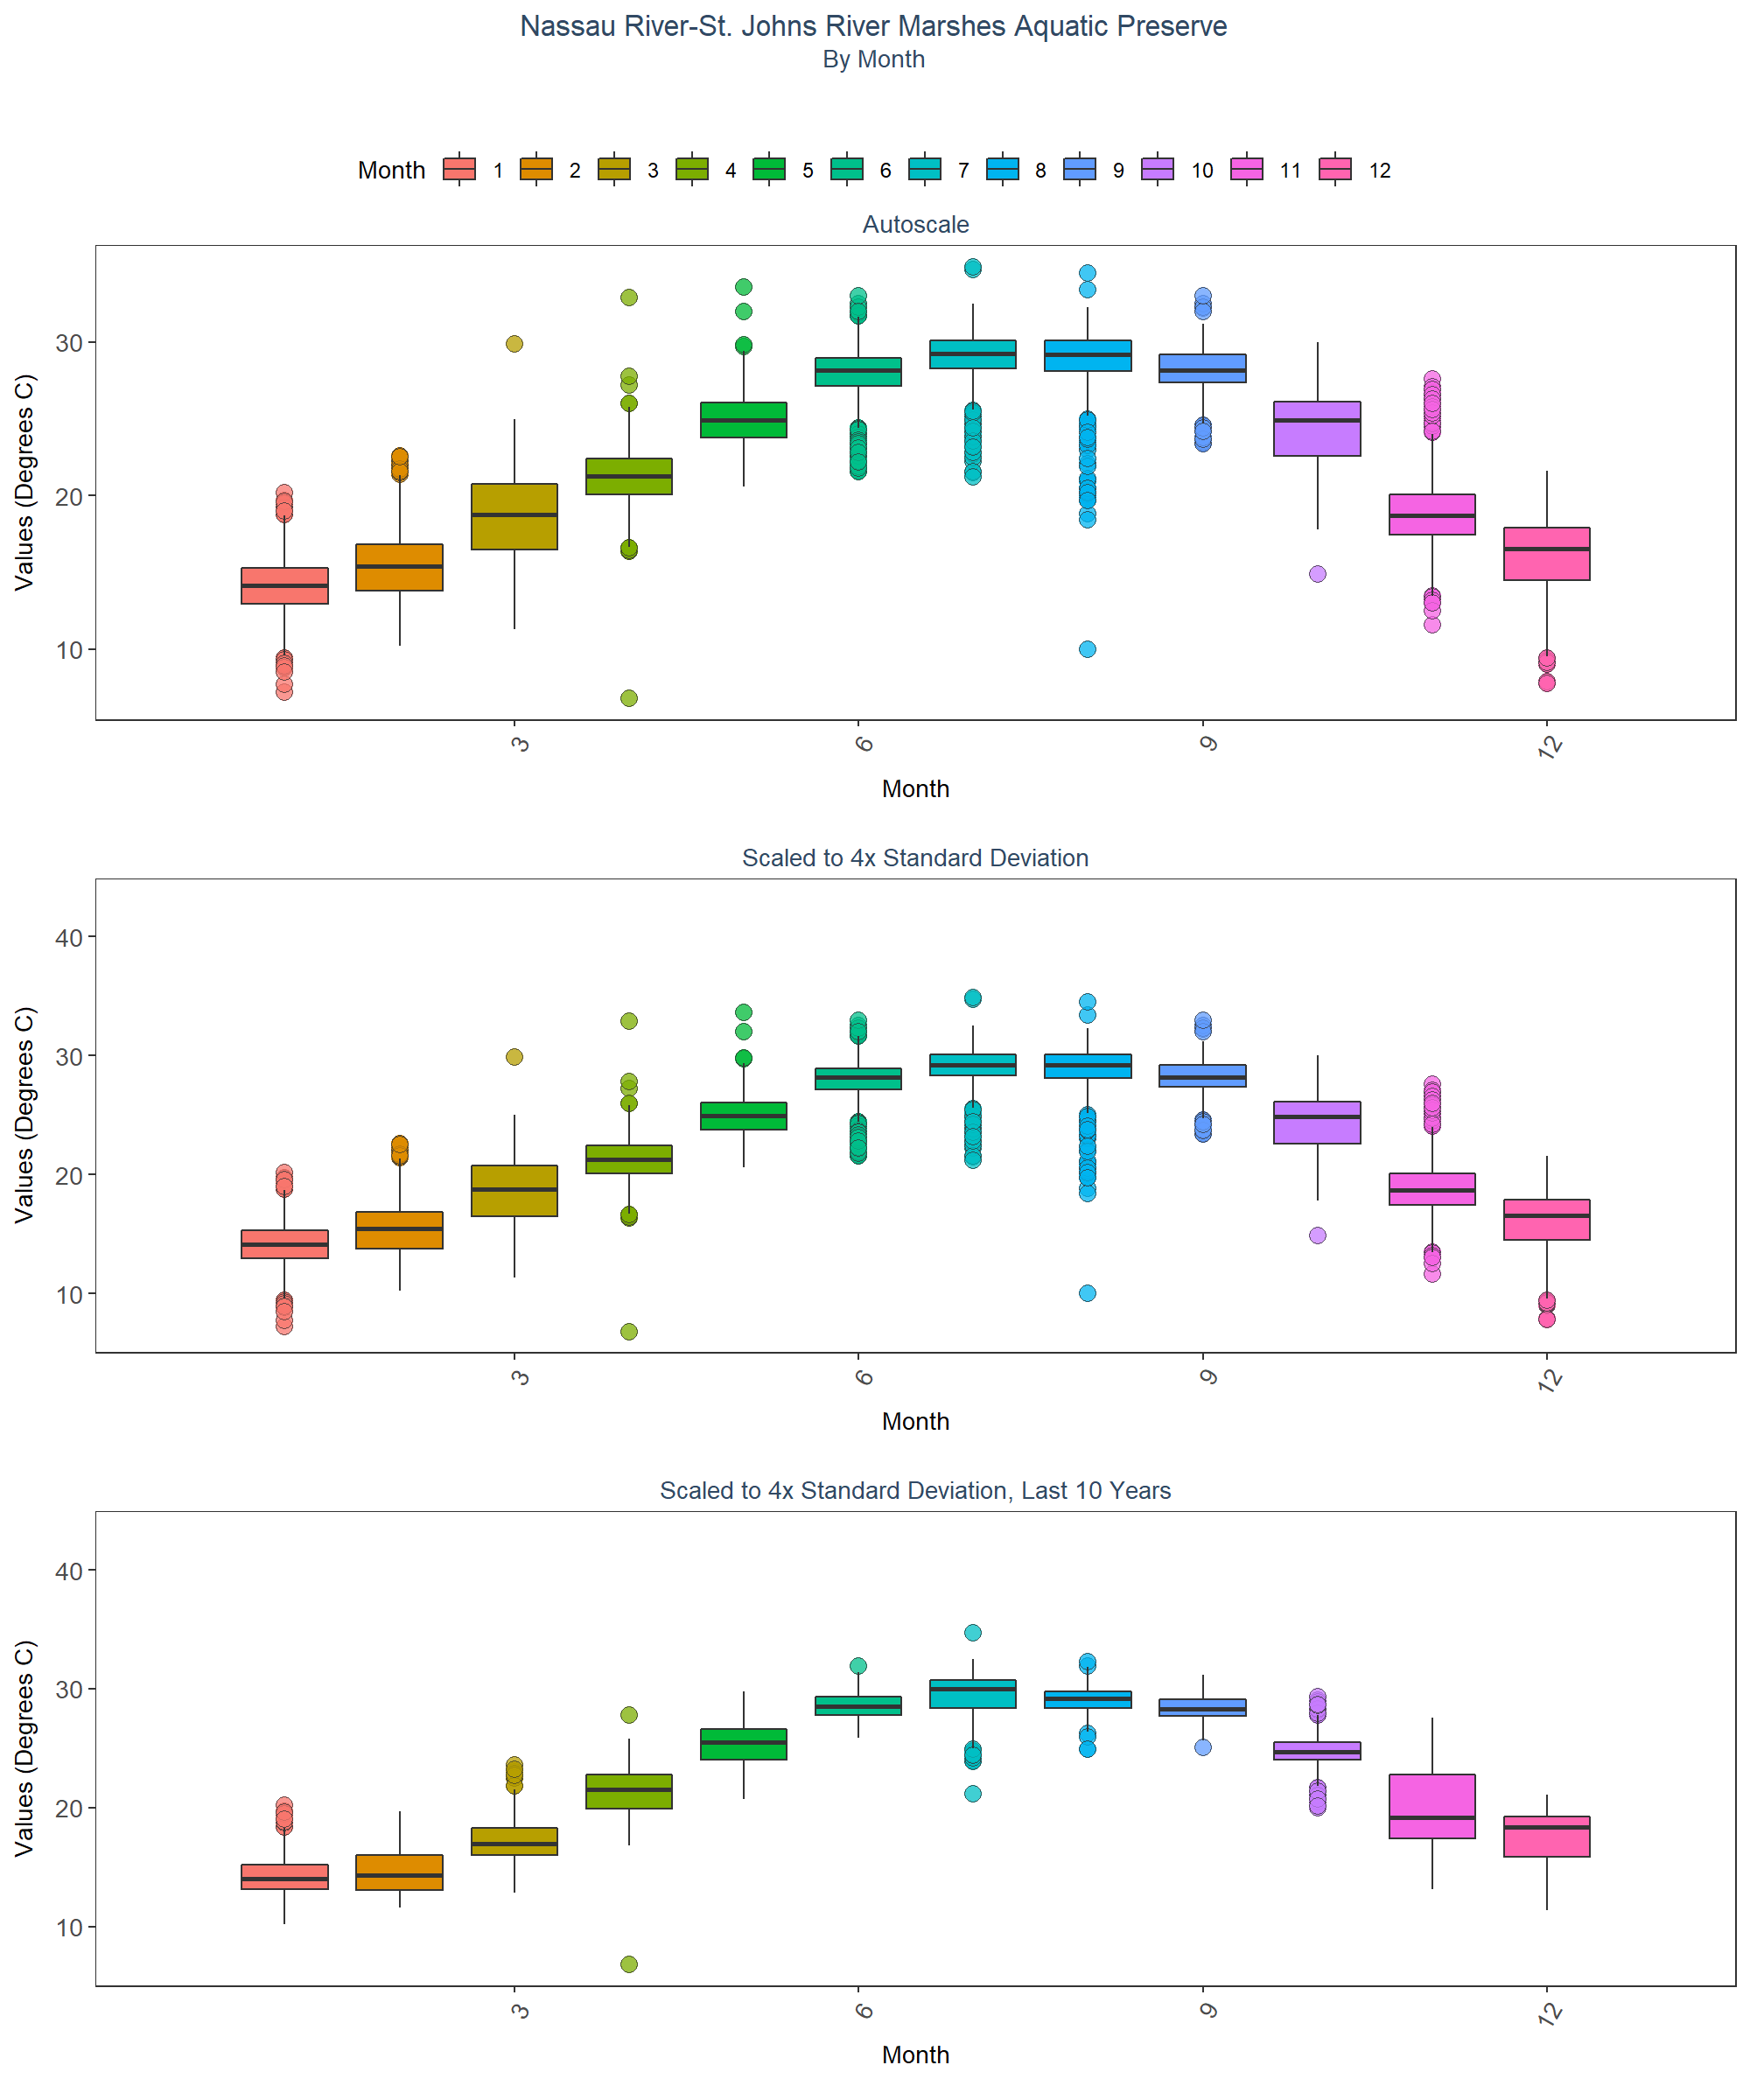 Nassau River-St. Johns River Marshes Aquatic Preserve
By Month
Month 1 2 3 4 5 6 7 8 9 10 11 12
Autoscale
Values (Degrees C)
30
20
10
3 6 9 12
Month
Scaled to 4x Standard Deviation
Values (Degrees C)
40
30
20
10
3 6 9 12
Month
Scaled to 4x Standard Deviation, Last 10 Years
Values (Degrees C)
40
30
20
10
3 6 9 12
Month